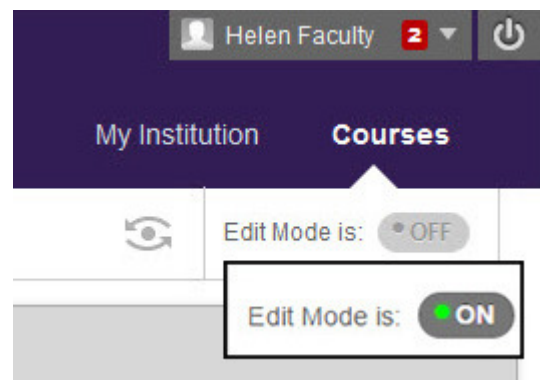 Helen Faculty 2
My Institution Courses
Edit Mode is: OFF
Edit Mode is: ON